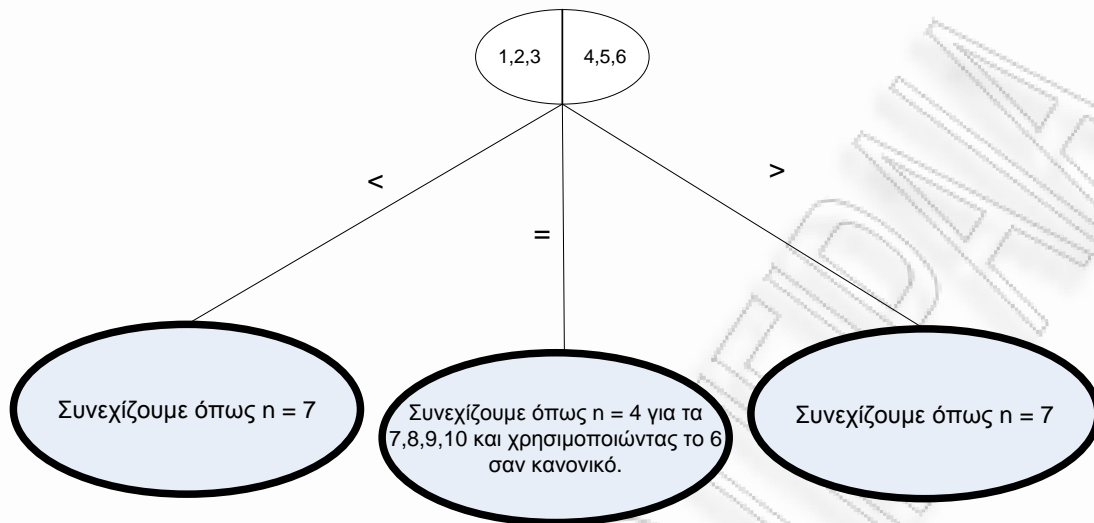 1,2,3
4,5,6
<
>
=
Συνεχίζουμε όπως n = 7
Συνεχίζουμε όπως n = 4 για τα
7,8,9,10 και χρησιμοποιώντας το 6
σαν κανονικό.
Συνεχίζουμε όπως n = 7